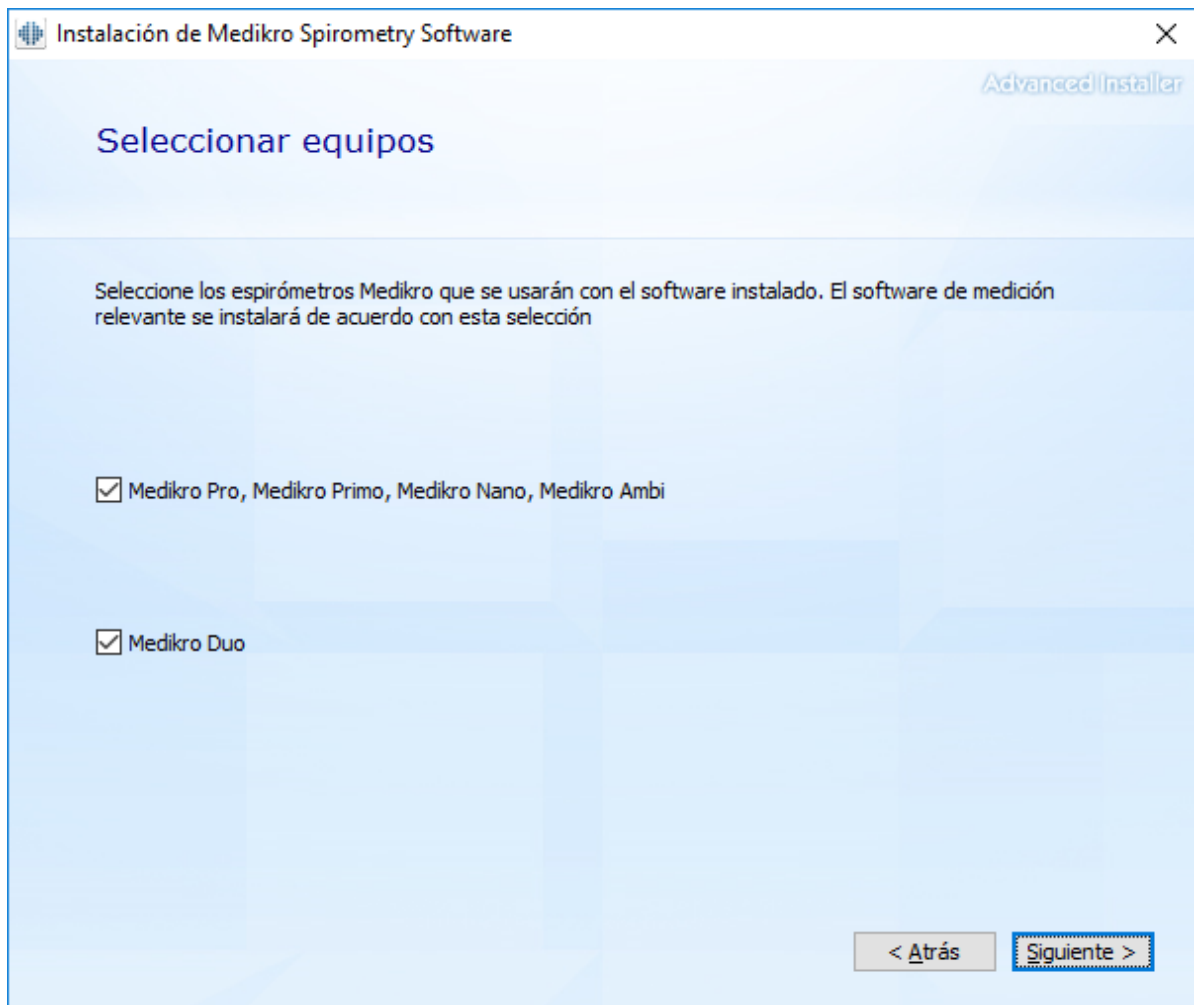 Instalación de Medikro Spirometry Software
Advanced Installer
Seleccionar equipos
Seleccione los espirómetros Medikro que se usarán con el software instalado. El software de medición
relevante se instalará de acuerdo con esta selección
Medikro Pro, Medikro Primo, Medikro Nano, Medikro Ambi
Medikro Duo
< Atrás
Siguiente >